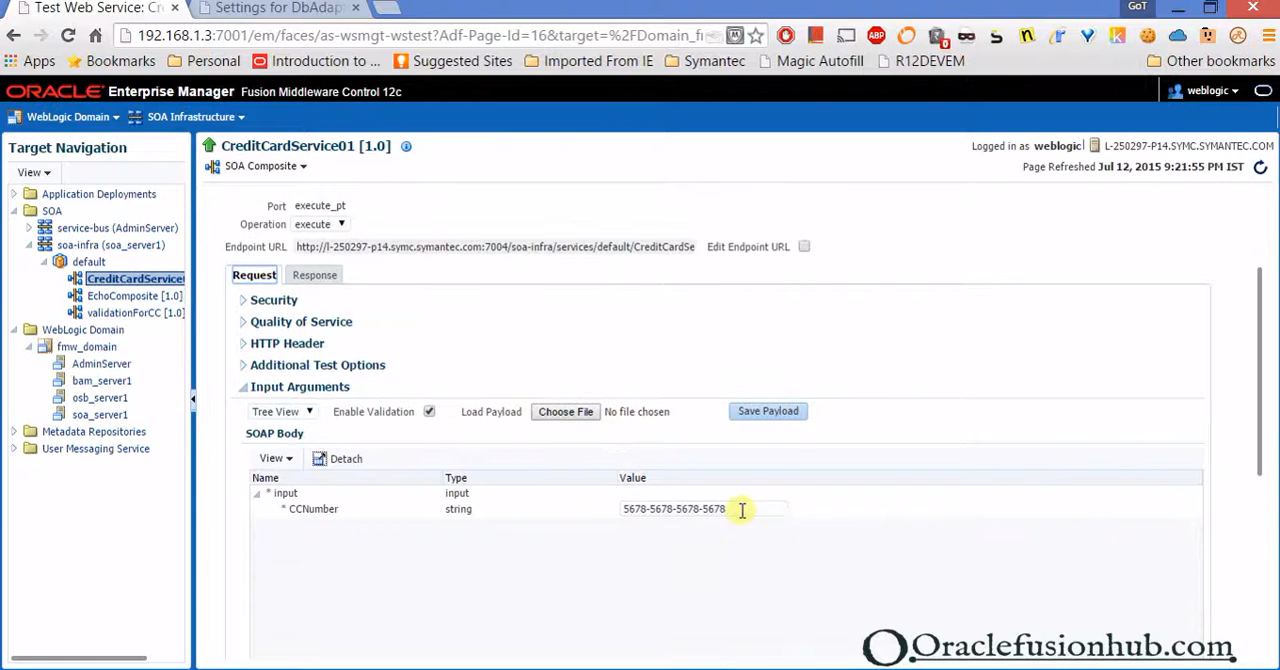 Test Web Service: Cr
Settings for DbAdap
GoT
192.168.1.3:7001/em/faces/as-wsmgt-wstest?Adf-Page-Id=16&target=%2FDomain_f
Apps Bookmarks Personal Introduction to ... Suggested Sites Imported From IE Symantec Magic Autofill R12DEVEM Other bookmarks
ORACLE Enterprise Manager Fusion Middleware Control 12c
weblogic
WebLogic Domain SOA Infrastructure
Target Navigation
View
Application Deployments
SOA
service-bus (AdminServer)
soa-infra (soa_server1)
default
CreditCardService
EchoComposite [1.0]
validationForCC [1.0]
WebLogic Domain
fmw_domain
AdminServer
bam_server1
osb_server1
soa_server1
Metadata Repositories
User Messaging Service
CreditCardService01 [1.0]
SOA Composite
Logged in as weblogic L-250297-P14.SYMC.SYMANTEC.COM
Page Refreshed Jul 12, 2015 9:21:55 PM IST
Port execute_pt
Operation execute
Endpoint URL http://l-250297-p14.symc.symantec.com:7004/soa-infra/services/default/CreditCardSe Edit Endpoint URL
Request Response
Security
Quality of Service
HTTP Header
Additional Test Options
Input Arguments
Tree View Enable Validation Load Payload Choose File No file chosen Save Payload
SOAP Body
View Detach
Name Type Value
* input input
* CCNumber string 5678-5678-5678-5678
Oraclefusionhub.com